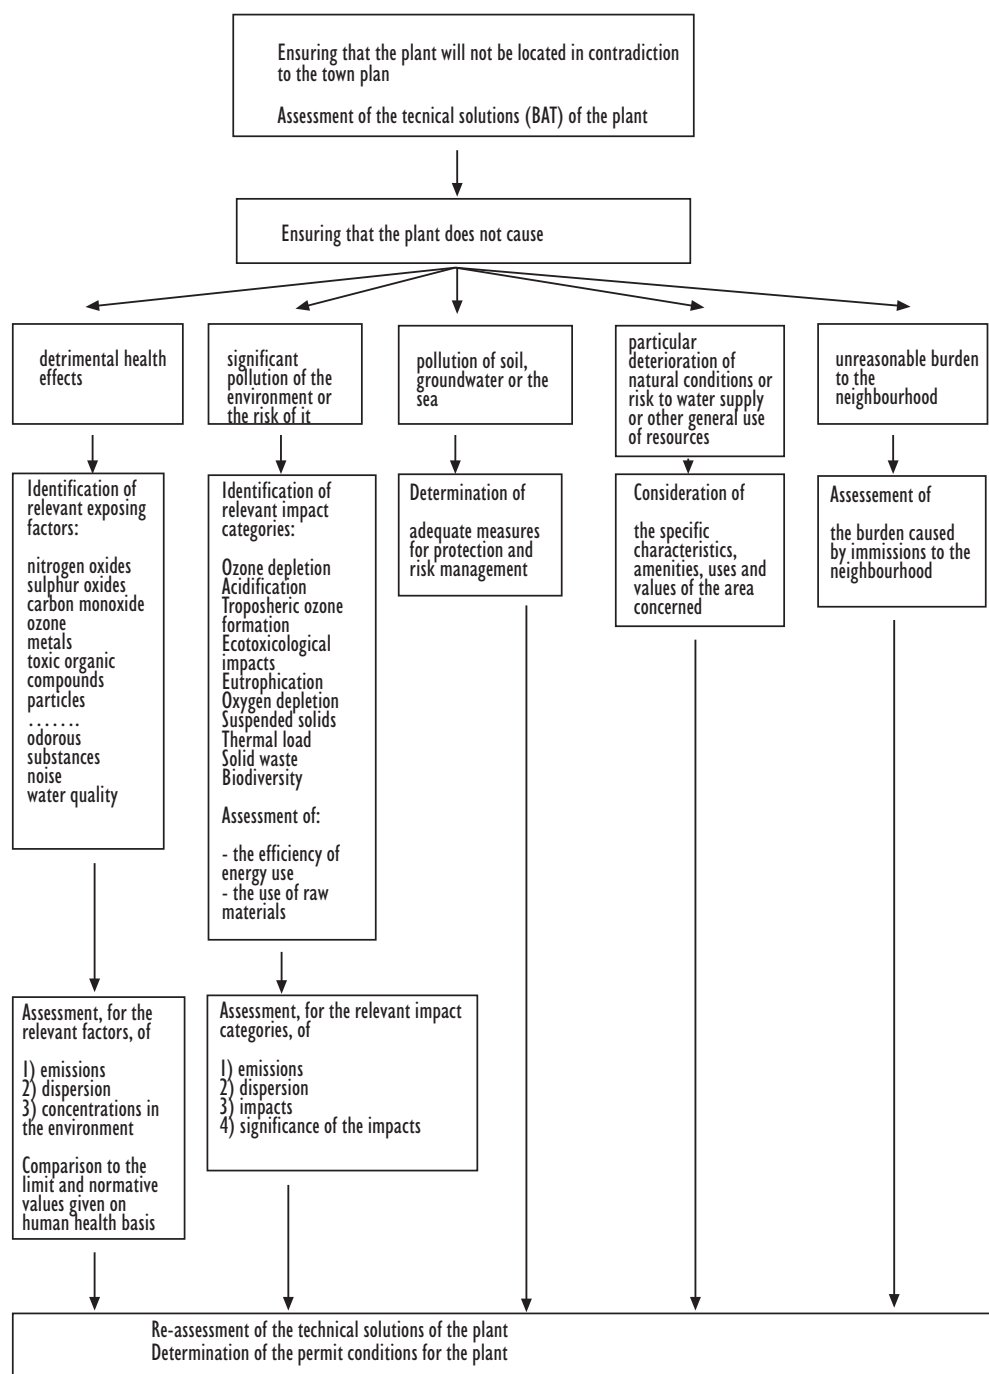 Ensuring that the plant will not be located in contradiction
to the town plan
Assessment of the tecnical solutions (BAT) of the plant
Ensuring that the plant does not cause
detrimental health
effects
significant
pollution of the
environment or
the risk of it
pollution of soil,
groundwater or the
sea
particular
deterioration of
natural conditions or
risk to water supply
or other general use
of resources
unreasonable burden
to the
neighbourhood
Identification of
relevant exposing
factors:
nitrogen oxides
sulphur oxides
carbon monoxide
ozone
metals
toxic organic
compounds
particles
.......
odorous
substances
noise
water quality
Identification of
relevant impact
categories:
Ozone depletion
Acidification
Troposheric ozone
formation
Ecotoxicological
impacts
Eutrophication
Oxygen depletion
Suspended solids
Thermal load
Solid waste
Biodiversity
Assessment of:
- the efficiency of
energy use
- the use of raw
materials
Determination of
adequate measures
for protection and
risk management
Consideration of
the specific
characteristics,
amenities, uses and
values of the area
concerned
Assessement of
the burden caused
by immissions to the
neighbourhood
Assessment, for the
relevant factors, of
1) emissions
2) dispersion
3) concentrations in
the environment
Comparison to the
limit and normative
values given on
human health basis
Assessment, for the relevant impact
categories, of
1) emissions
2) dispersion
3) impacts
4) significance of the impacts
Re-assessment of the technical solutions of the plant
Determination of the permit conditions for the plant